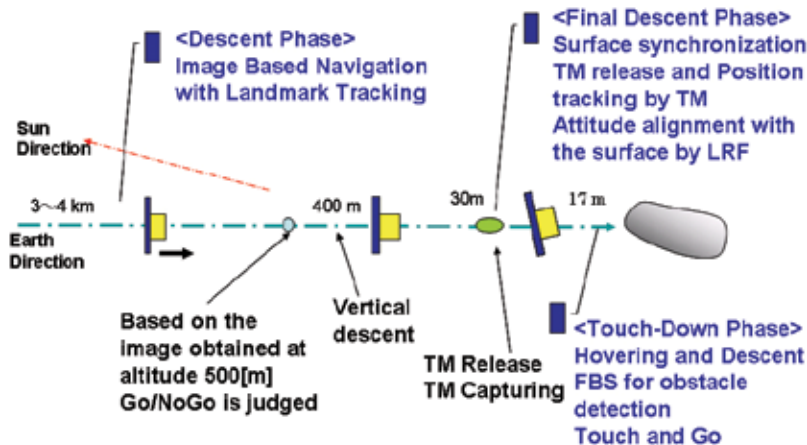 <Descent Phase>
Image Based Navigation
with Landmark Tracking
<Final Descent Phase>
Surface synchronization
TM release and Position
tracking by TM
Attitude alignment with
the surface by LRF
Sun
Direction
3~4 km
400 m
30m
17 m
Earth
Direction
Based on the
image obtained at
altitude 500[m]
Go/NoGo is judged
Vertical
descent
TM Release
TM Capturing
<Touch-Down Phase>
Hovering and Descent
FBS for obstacle
detection
Touch and Go